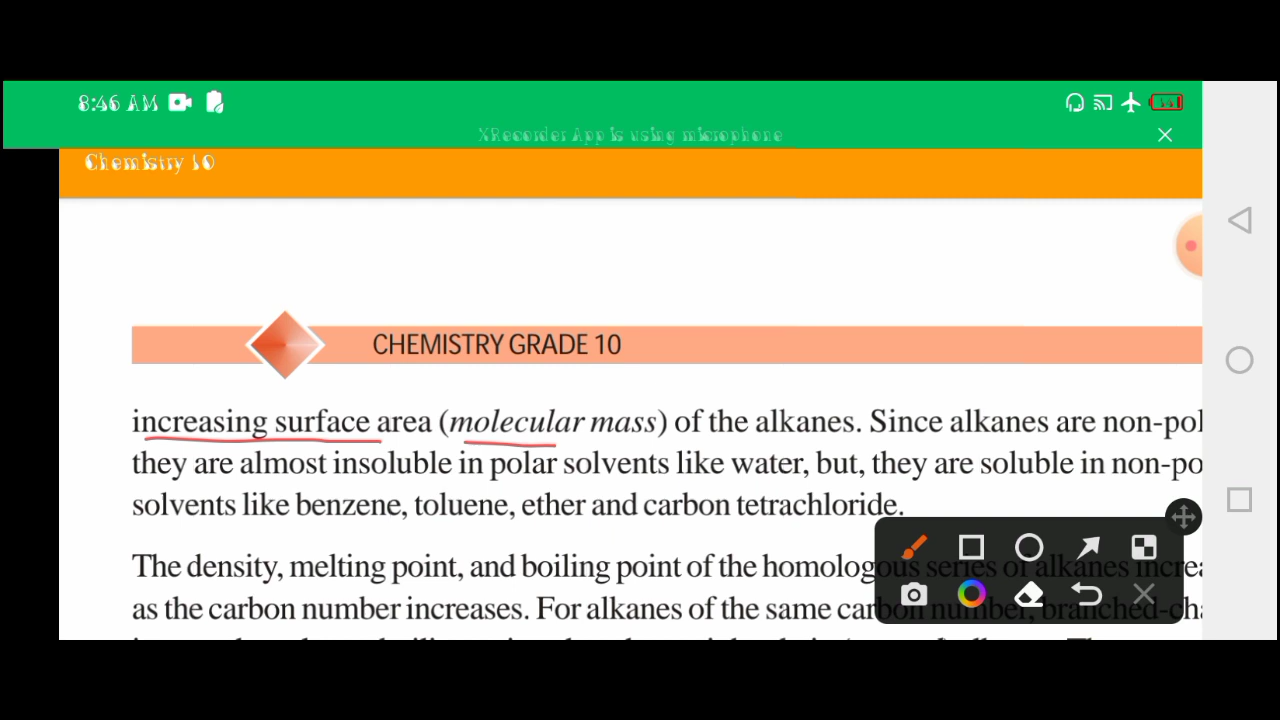 8:46 AM
XRecorder App is using microphone
Chemistry 10
CHEMISTRY GRADE 10
increasing surface area (molecular mass) of the alkanes. Since alkanes are non-pol
they are almost insoluble in polar solvents like water, but, they are soluble in non-po
solvents like benzene, toluene, ether and carbon tetrachloride.
The density, melting point, and boiling point of the homologous series of alkanes increa
as the carbon number increases. For alkanes of the same carbon number, branched-cha